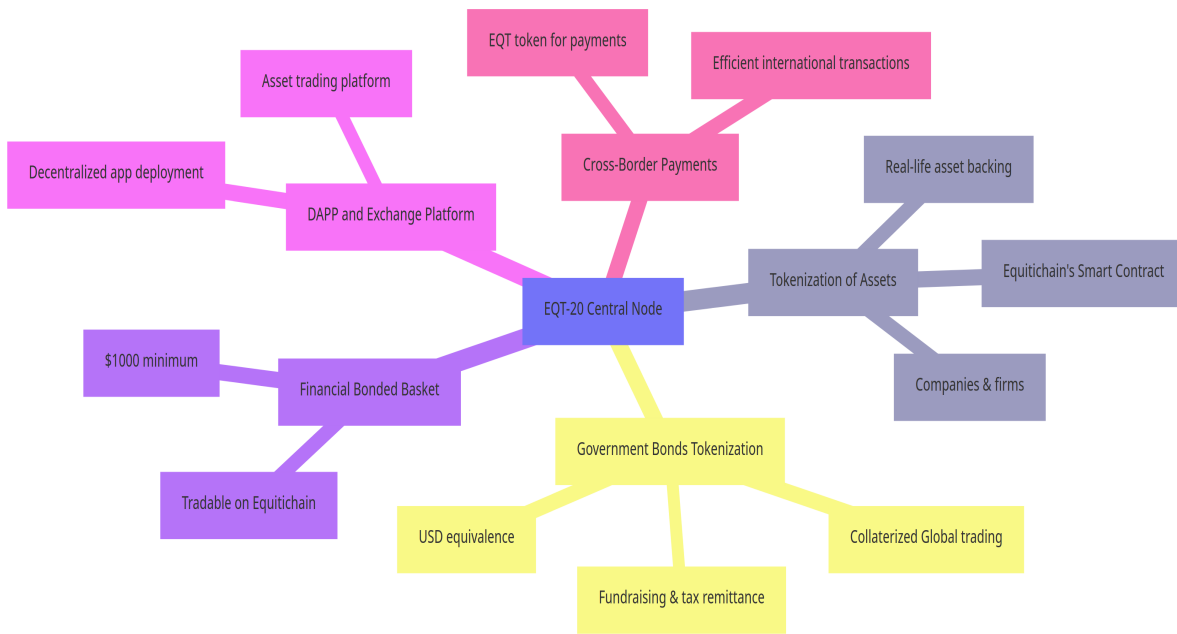 EQT token for payments
Efficient international transactions
Asset trading platform
Cross-Border Payments
Real-life asset backing
Decentralized app deployment
DAPP and Exchange Platform
Tokenization of Assets
Equitichain's Smart Contract
EQT-20 Central Node
$1000 minimum
Financial Bonded Basket
Companies & firms
Government Bonds Tokenization
Tradable on Equitichain
USD equivalence
Collaterized Global trading
Fundraising & tax remittance